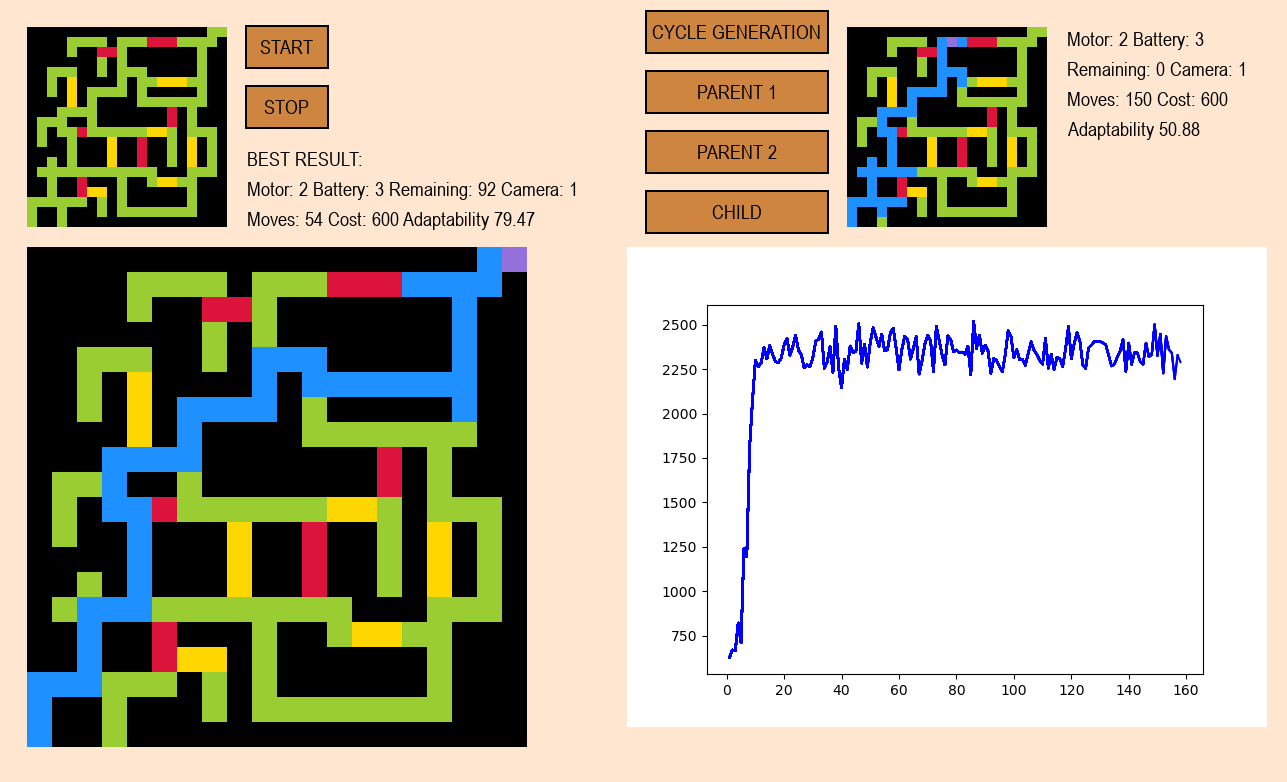 START
STOP
BEST RESULT:
Motor: 2 Battery: 3 Remaining: 92 Camera: 1
Moves: 54 Cost: 600 Adaptability 79.47
CYCLE GENERATION
PARENT 1
PARENT 2
CHILD
Motor: 2 Battery: 3
Remaining: 0 Camera: 1
Moves: 150 Cost: 600
Adaptability 50.88
2500
2250
2000
1750
1500
1250
1000
750
0 20 40 60 80 100 120 140 160